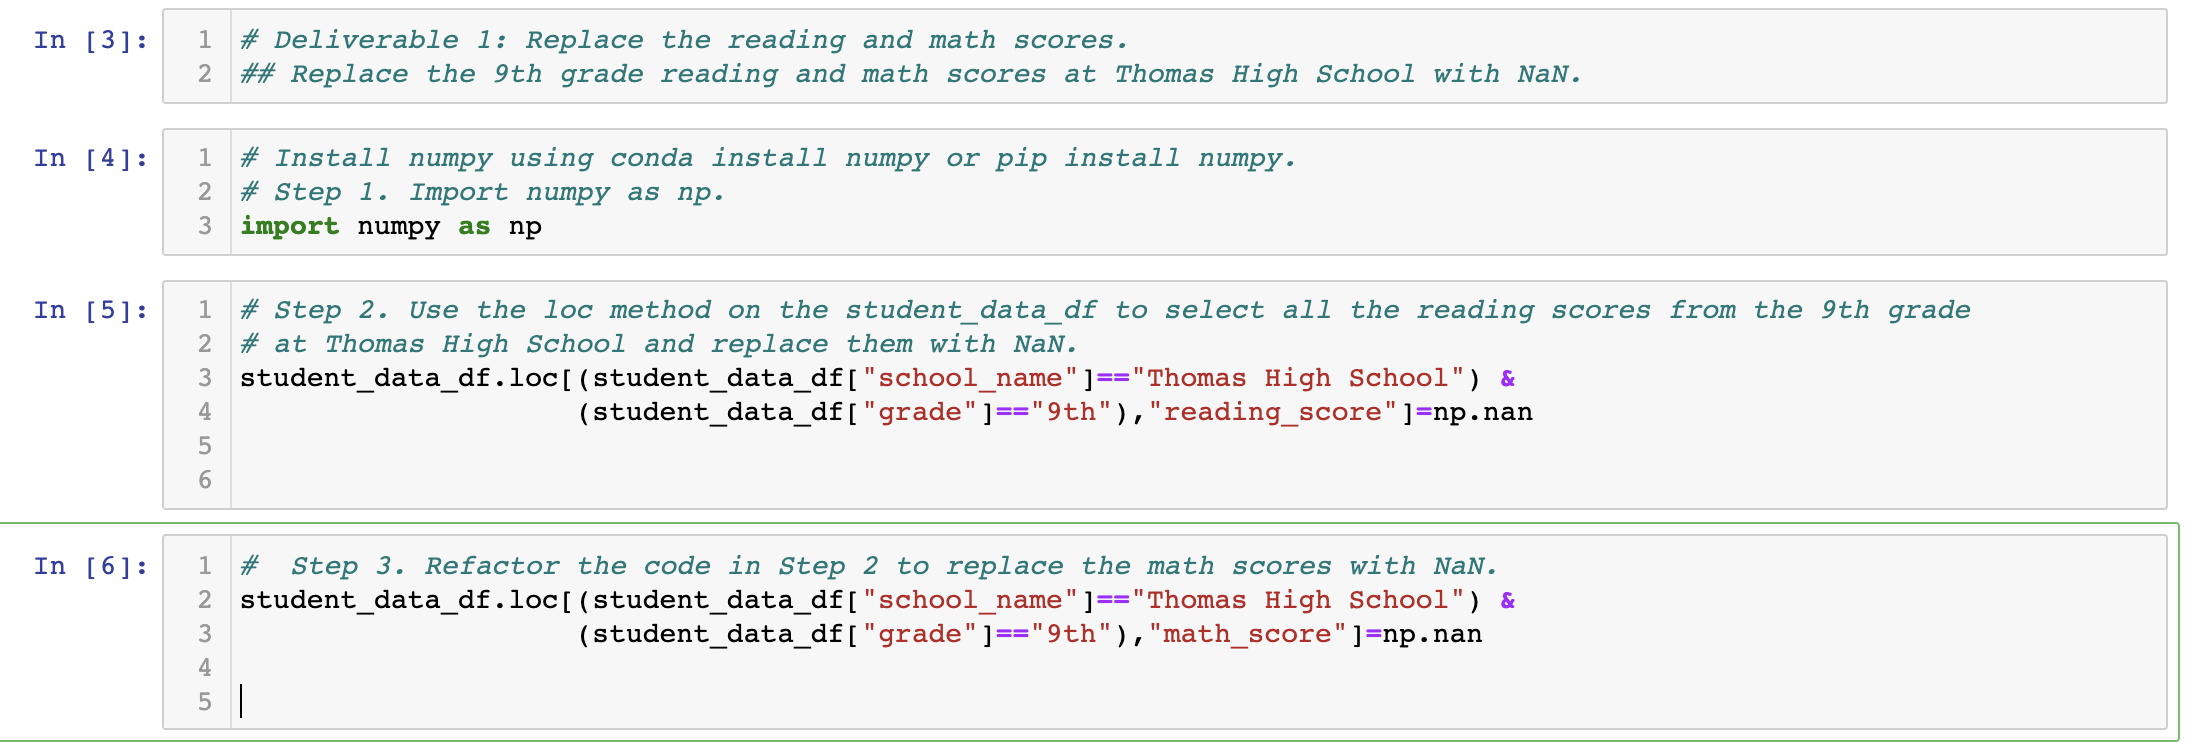 In [3]:
1 # Deliverable 1: Replace the reading and math scores.
2 ## Replace the 9th grade reading and math scores at Thomas High School with NaN.
In [4]:
1 # Install numpy using conda install numpy or pip install numpy.
2 # Step 1. Import numpy as np.
3 import numpy as np
In [5]:
1 # Step 2. Use the loc method on the student_data_df to select all the reading scores from the 9th grade
2 # at Thomas High School and replace them with NaN.
3 student_data_df.loc[(student_data_df["school_name"]=="Thomas High School") &
4                     (student_data_df["grade"]=="9th"),"reading_score"]=np.nan
5
6
In [6]:
1 #  Step 3. Refactor the code in Step 2 to replace the math scores with NaN.
2 student_data_df.loc[(student_data_df["school_name"]=="Thomas High School") &
3                     (student_data_df["grade"]=="9th"),"math_score"]=np.nan
4
5